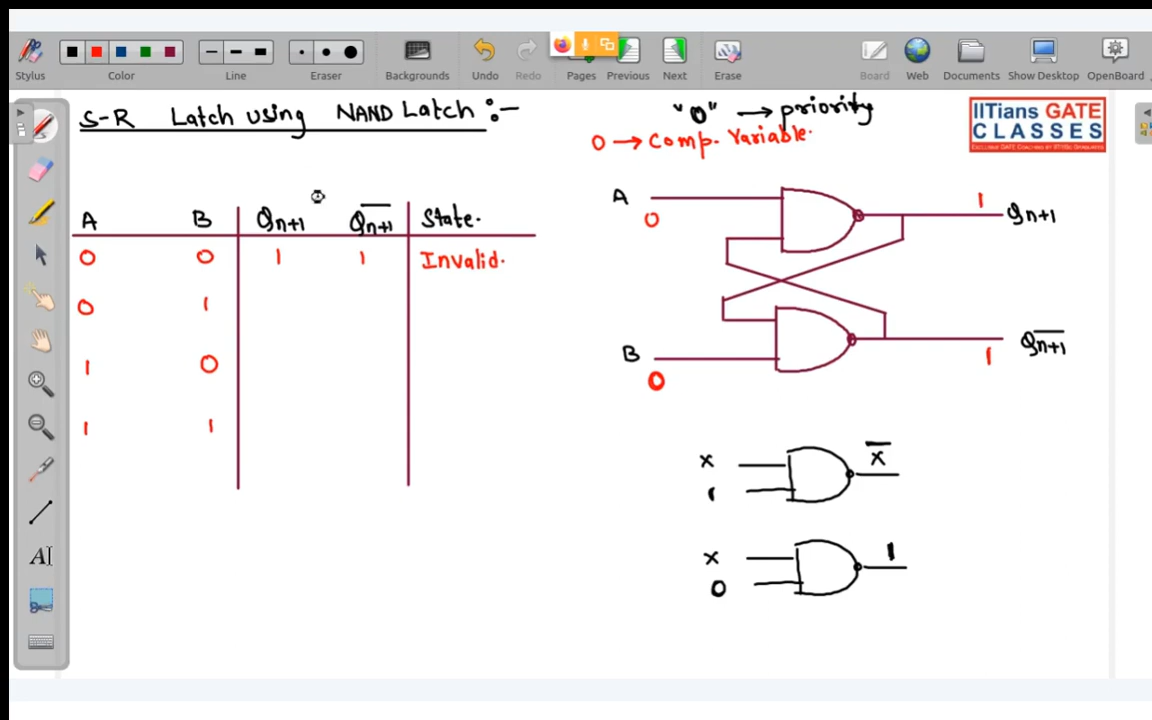 Stylus Color Line Eraser Backgrounds Undo Redo Pages Previous Next Erase Board Web Documents Show Desktop OpenBoard
S-R Latch using NAND Latch :-
"0" → priority
0 → Comp. Variable.
IITians GATE
CLASSES
A B Qn+1 Q̅n̅+̅1̅ State.
0 0 1 1 Invalid.
0 1
1 0
1 1
A
0
1
Qn+1
B
0
1
Q̅n̅+̅1̅
x
1
x̅
x
0
1
AI